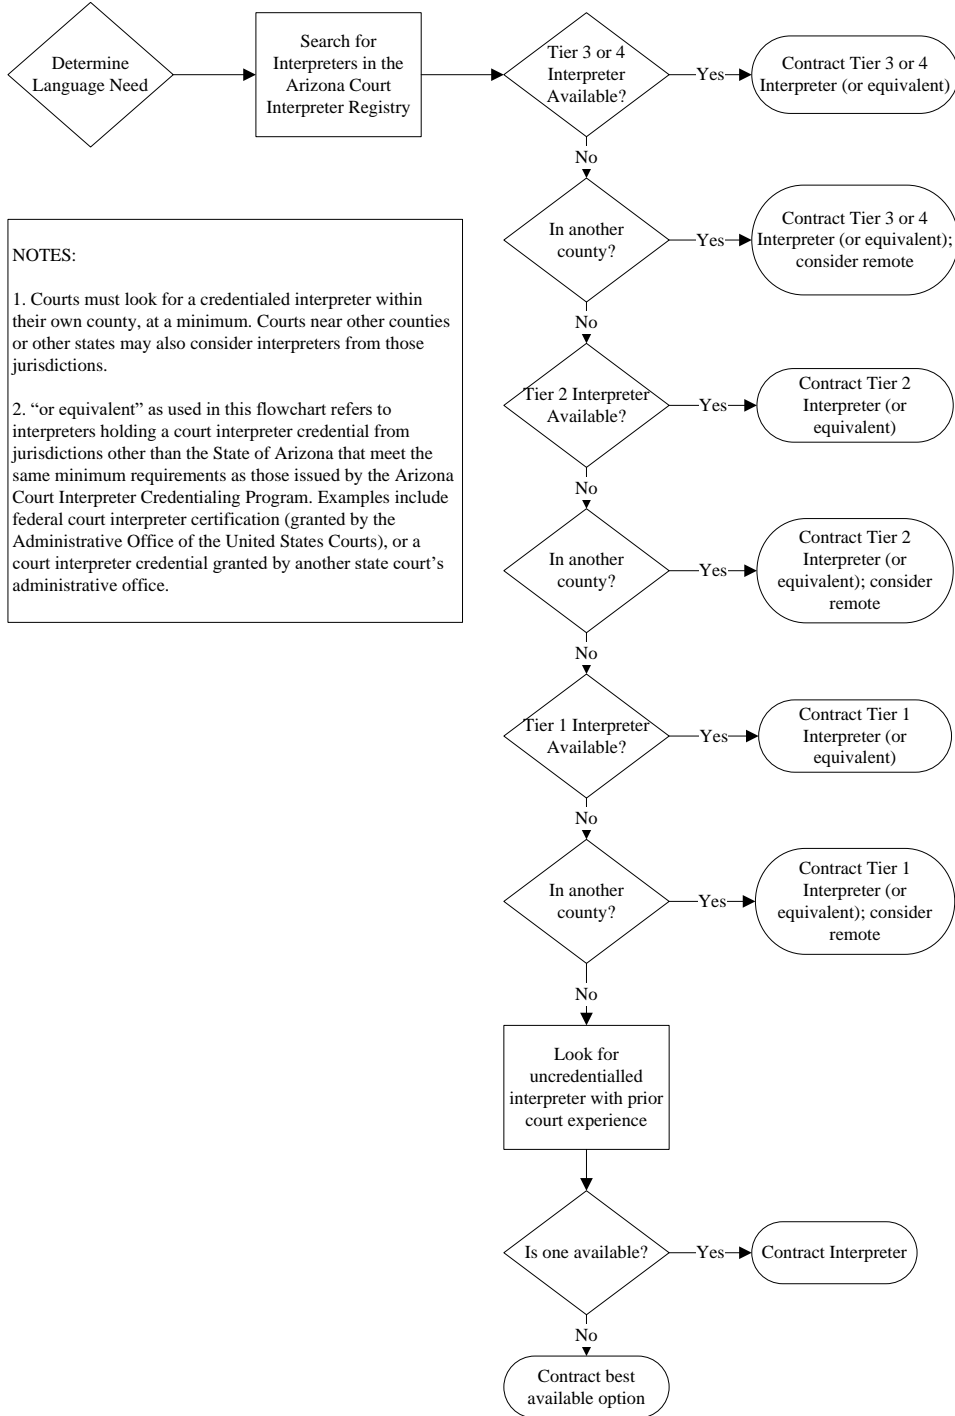 Determine
Language Need
Search for
Interpreters in the
Arizona Court
Interpreter Registry
Tier 3 or 4
Interpreter
Available?
Yes
Contract Tier 3 or 4
Interpreter (or equivalent)
No
In another
county?
Yes
Contract Tier 3 or 4
Interpreter (or equivalent);
consider remote
No
NOTES:
1. Courts must look for a credentialed interpreter within
their own county, at a minimum. Courts near other counties
or other states may also consider interpreters from those
jurisdictions.
2. “or equivalent” as used in this flowchart refers to
interpreters holding a court interpreter credential from
jurisdictions other than the State of Arizona that meet the
same minimum requirements as those issued by the Arizona
Court Interpreter Credentialing Program. Examples include
federal court interpreter certification (granted by the
Administrative Office of the United States Courts), or a
court interpreter credential granted by another state court’s
administrative office.
Tier 2 Interpreter
Available?
Yes
Contract Tier 2
Interpreter (or
equivalent)
No
In another
county?
Yes
Contract Tier 2
Interpreter (or
equivalent); consider
remote
No
Tier 1 Interpreter
Available?
Yes
Contract Tier 1
Interpreter (or
equivalent)
No
In another
county?
Yes
Contract Tier 1
Interpreter (or
equivalent); consider
remote
No
Look for
uncredentialled
interpreter with prior
court experience
Is one available?
Yes
Contract Interpreter
No
Contract best
available option